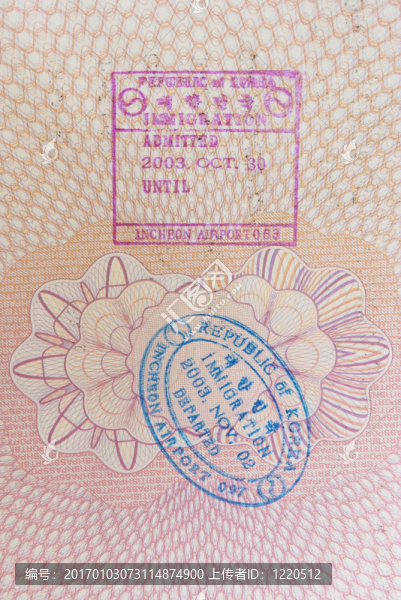 REPUBLIC of KOREA
대한민국
IMMIGRATION
ADMITTED
2003. OCT. 30
UNTIL
INCHEON AIRPORT 063
REPUBLIC of KOREA
대한민국
IMMIGRATION
2003. NOV. 02
DEPARTED
INCHEON AIRPORT 097
编号：20170103073114874900 上传者ID：1220512